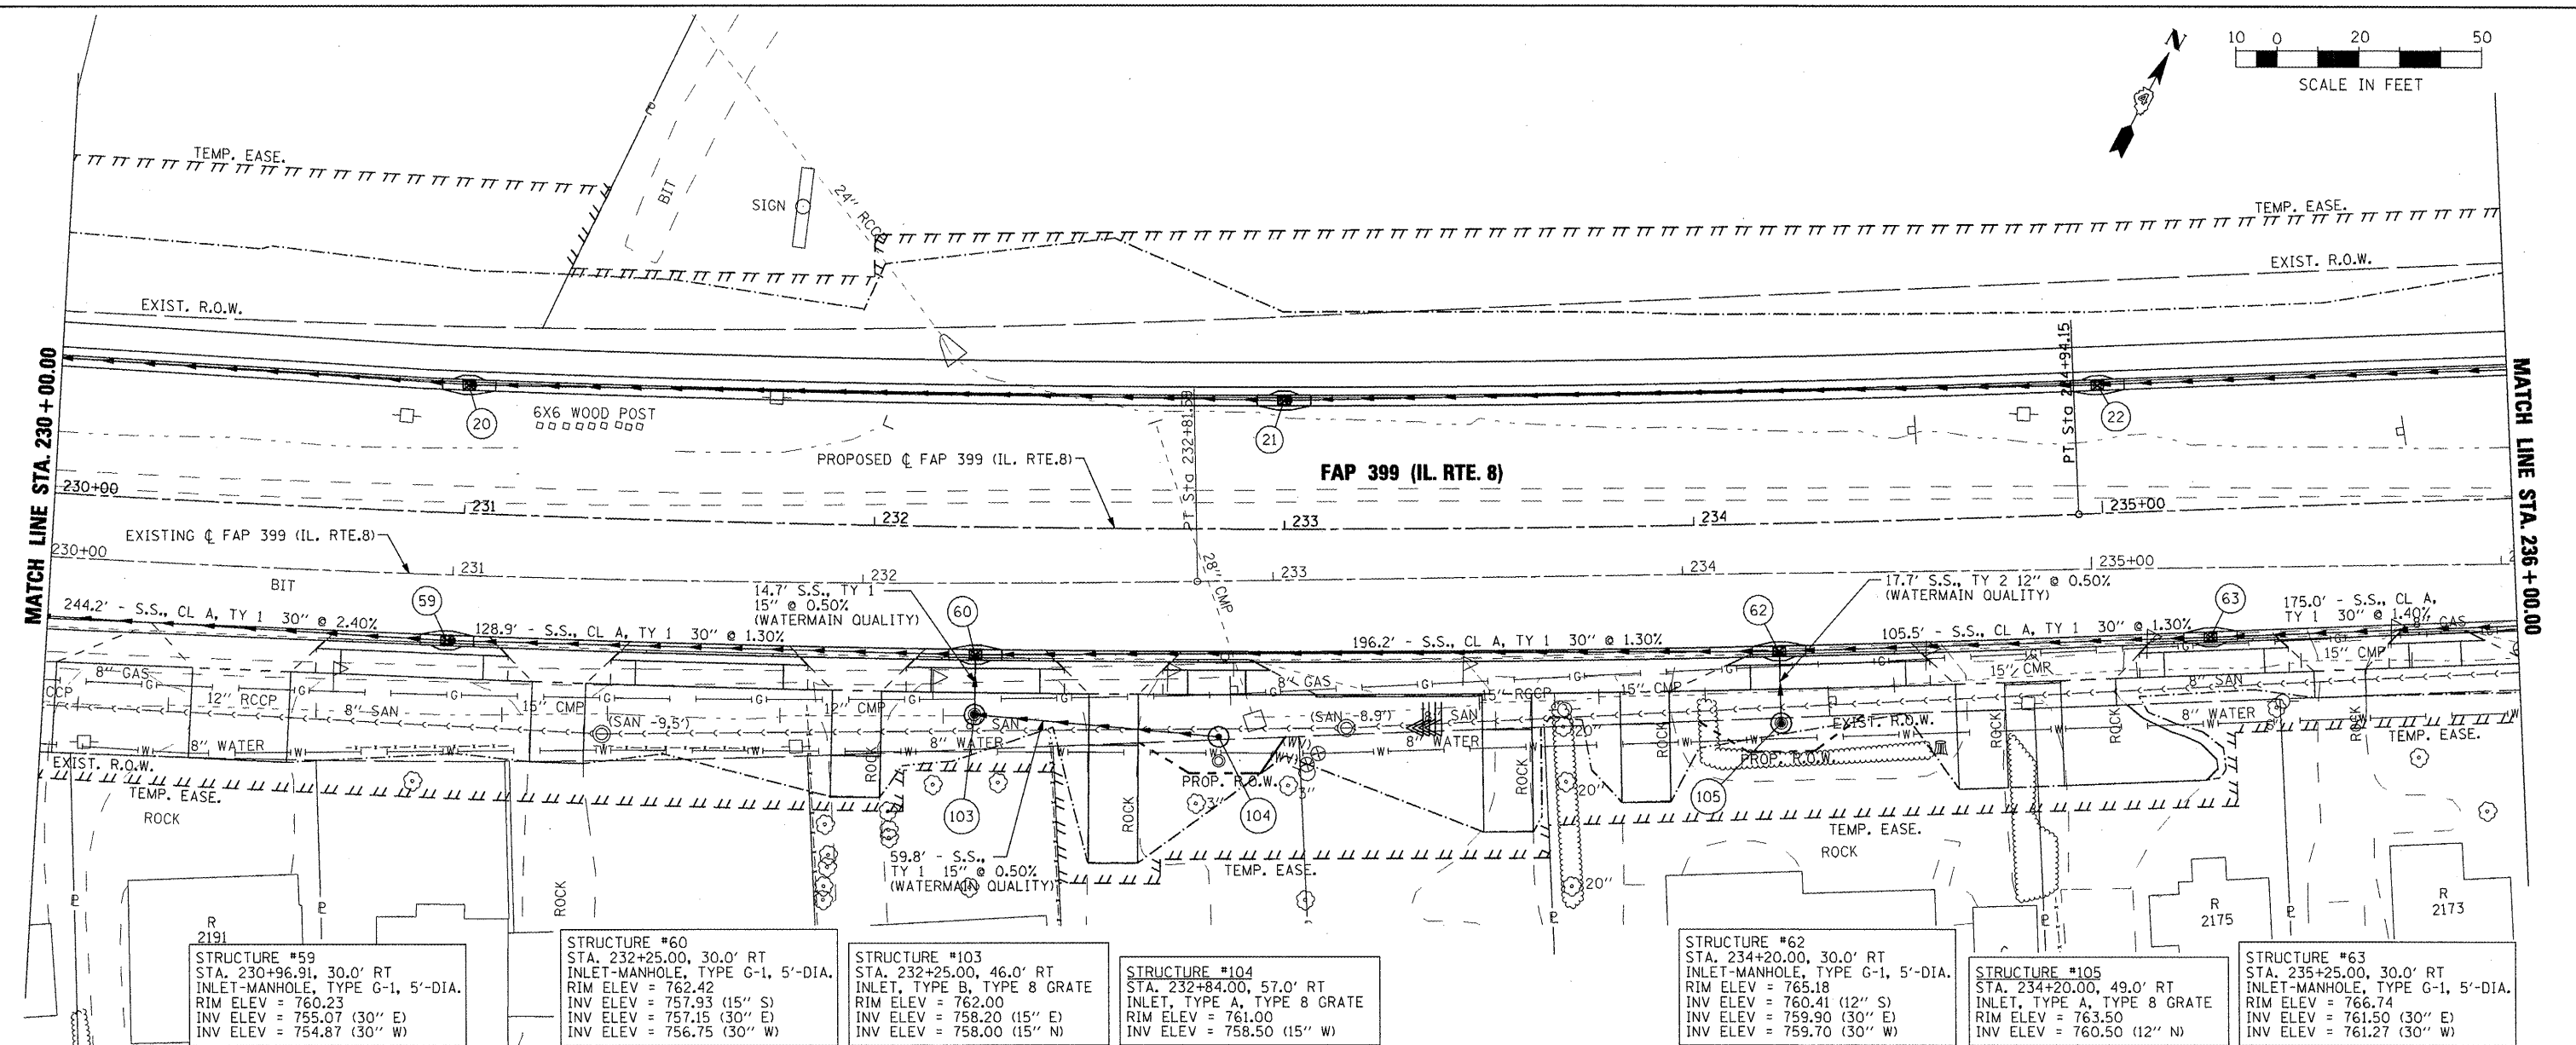 10 0 20 50
SCALE IN FEET
N
TEMP. EASE.
BIT
SIGN
24" RCCP
TEMP. EASE.
EXIST. R.O.W.
EXIST. R.O.W.
MATCH LINE STA. 230+00.00
MATCH LINE STA. 236+00.00
20
6X6 WOOD POST
21
22
PT Sta 234+94.15
PROPOSED ℄ FAP 399 (IL. RTE.8)
FAP 399 (IL. RTE. 8)
230+00
231
232
233
234
235+00
EXISTING ℄ FAP 399 (IL. RTE.8)
230+00
231
232
233
234
235+00
BIT
28" CMP
14.7' S.S., TY 1
15" @ 0.50%
(WATERMAIN QUALITY)
17.7' S.S., TY 2 12" @ 0.50%
(WATERMAIN QUALITY)
59
60
62
63
244.2' - S.S., CL A, TY 1 30" @ 2.40%
128.9' - S.S., CL A, TY 1 30" @ 1.30%
196.2' - S.S., CL A, TY 1 30" @ 1.30%
105.5' - S.S., CL A, TY 1 30" @ 1.30%
175.0' - S.S., CL A,
TY 1 30" @ 1.40%
8" GAS
8" GAS
8" GAS
CCP
12" RCCP
15" CMP
12" CMP
15" RCCP
15" CMP
15" CMP
15" CMP
8" SAN
(SAN -9.5')
SAN
(SAN -8.9')
SAN
8" SAN
8" WATER
8" WATER
8" WATER
8" WATER
EXIST. R.O.W.
EXIST. R.O.W.
PROP. R.O.W.
PROP. R.O.W.
TEMP. EASE.
TEMP. EASE.
TEMP. EASE.
TEMP. EASE.
ROCK
ROCK
ROCK
ROCK
ROCK
ROCK
ROCK
ROCK
ROCK
ROCK
ROCK
103
104
105
3"
3"
20"
20"
20"
6"
59.8' - S.S.,
TY 1 15" @ 0.50%
(WATERMAIN QUALITY)
R
2191
R
2175
R
2173
STRUCTURE #59
STA. 230+96.91, 30.0' RT
INLET-MANHOLE, TYPE G-1, 5'-DIA.
RIM ELEV = 760.23
INV ELEV = 755.07 (30" E)
INV ELEV = 754.87 (30" W)
STRUCTURE #60
STA. 232+25.00, 30.0' RT
INLET-MANHOLE, TYPE G-1, 5'-DIA.
RIM ELEV = 762.42
INV ELEV = 757.93 (15" S)
INV ELEV = 757.15 (30" E)
INV ELEV = 756.75 (30" W)
STRUCTURE #103
STA. 232+25.00, 46.0' RT
INLET, TYPE B, TYPE 8 GRATE
RIM ELEV = 762.00
INV ELEV = 758.20 (15" E)
INV ELEV = 758.00 (15" N)
STRUCTURE #104
STA. 232+84.00, 57.0' RT
INLET, TYPE A, TYPE 8 GRATE
RIM ELEV = 761.00
INV ELEV = 758.50 (15" W)
STRUCTURE #62
STA. 234+20.00, 30.0' RT
INLET-MANHOLE, TYPE G-1, 5'-DIA.
RIM ELEV = 765.18
INV ELEV = 760.41 (12" S)
INV ELEV = 759.90 (30" E)
INV ELEV = 759.70 (30" W)
STRUCTURE #105
STA. 234+20.00, 49.0' RT
INLET, TYPE A, TYPE 8 GRATE
RIM ELEV = 763.50
INV ELEV = 760.50 (12" N)
STRUCTURE #63
STA. 235+25.00, 30.0' RT
INLET-MANHOLE, TYPE G-1, 5'-DIA.
RIM ELEV = 766.74
INV ELEV = 761.50 (30" E)
INV ELEV = 761.27 (30" W)